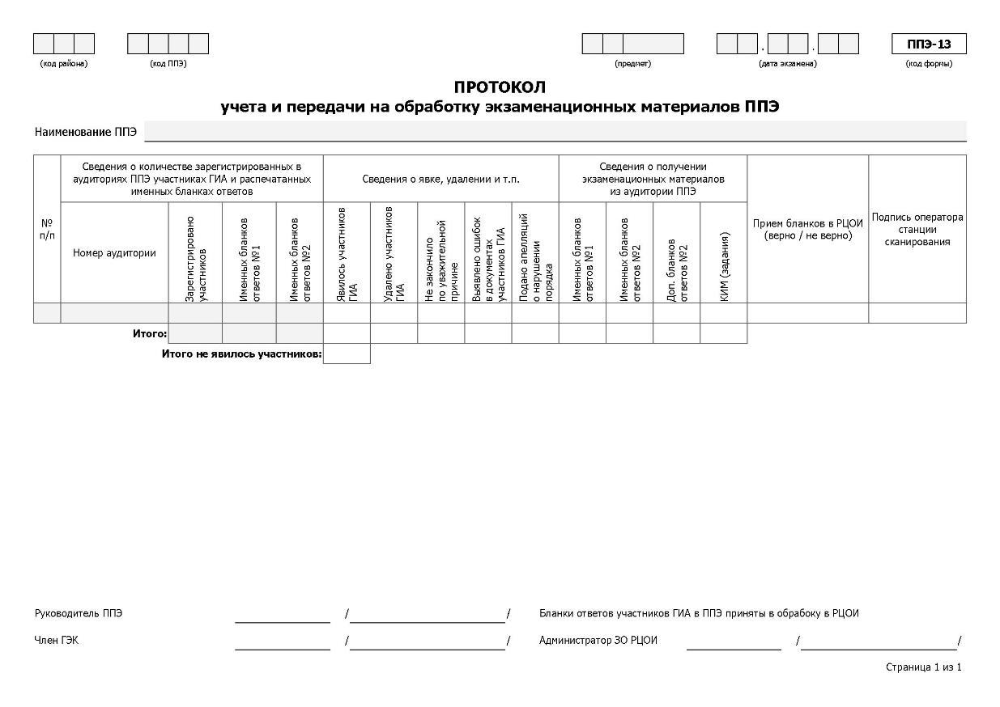 ППЭ-13
(код района) (код ППЭ) (предмет) . . (дата экзамена) (код формы)
ПРОТОКОЛ
учета и передачи на обработку экзаменационных материалов ППЭ
Наименование ППЭ
№
п/п
Сведения о количестве зарегистрированных в
аудиториях ППЭ участниках ГИА и распечатанных
именных бланках ответов
Сведения о явке, удалении и т.п.
Сведения о получении
экзаменационных материалов
из аудитории ППЭ
Прием бланков в РЦОИ
(верно / не верно)
Подпись оператора
станции
сканирования
Номер аудитории
Зарегистрировано
участников
Именных бланков
ответов №1
Именных бланков
ответов №2
Явилось участников
ГИА
Удалено участников
ГИА
Не закончило
по уважительной
причине
Выявлено ошибок
в документах
участников ГИА
Подано апелляций
о нарушении
порядка
Именных бланков
ответов №1
Именных бланков
ответов №2
Доп. бланков
ответов №2
КИМ (задания)
Итого:
Итого не явилось участников:
Руководитель ППЭ / / Бланки ответов участников ГИА в ППЭ приняты в обрабоку в РЦОИ
Член ГЭК / / Администратор ЗО РЦОИ / /
Страница 1 из 1